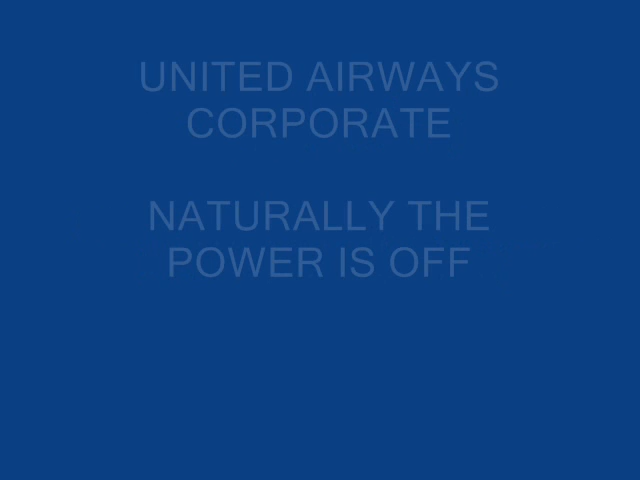 UNITED AIRWAYS
CORPORATE
NATURALLY THE
POWER IS OFF